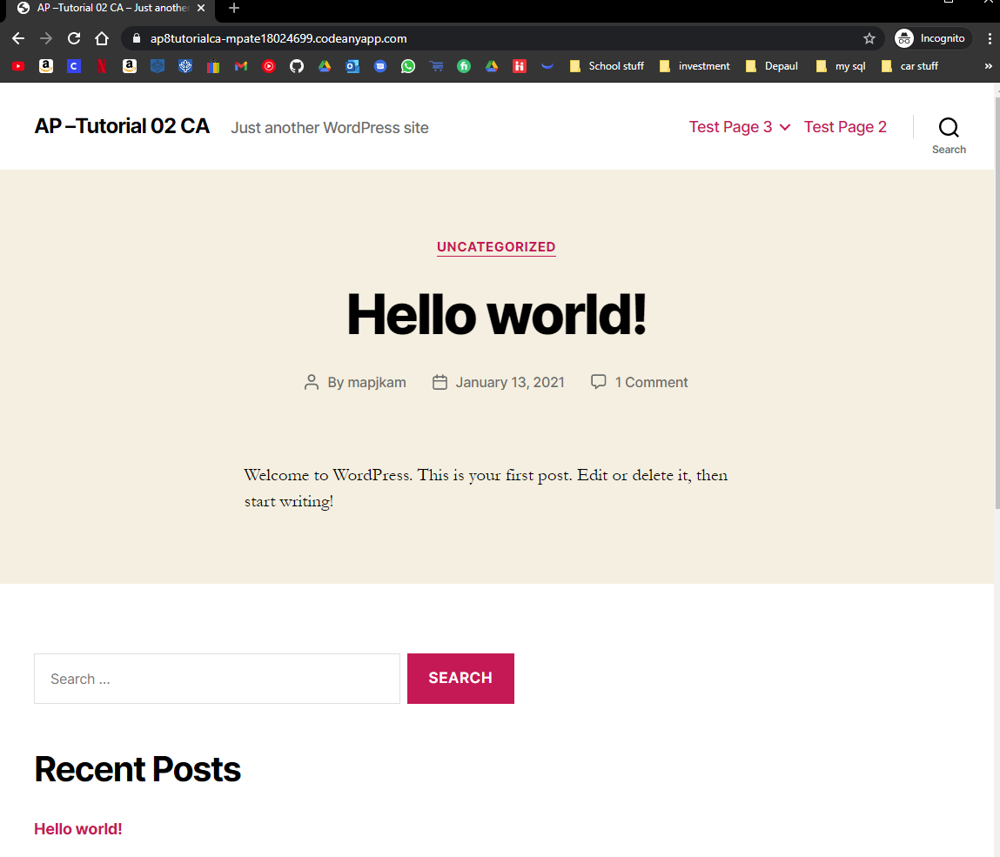 AP –Tutorial 02 CA – Just anothe
ap8tutorialca-mpate18024699.codeanyapp.com
Incognito
School stuff
investment
Depaul
my sql
car stuff
AP –Tutorial 02 CA
Just another WordPress site
Test Page 3
Test Page 2
Search
UNCATEGORIZED
Hello world!
By mapjkam
January 13, 2021
1 Comment
Welcome to WordPress. This is your first post. Edit or delete it, then
start writing!
Search …
SEARCH
Recent Posts
Hello world!